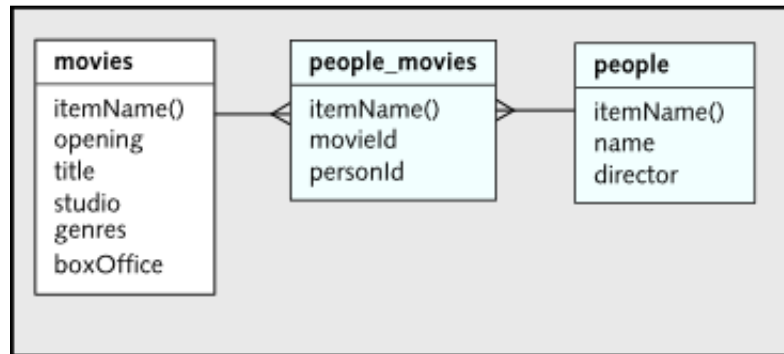 movies
itemName()
opening
title
studio
genres
boxOffice
people_movies
itemName()
movieId
personId
people
itemName()
name
director